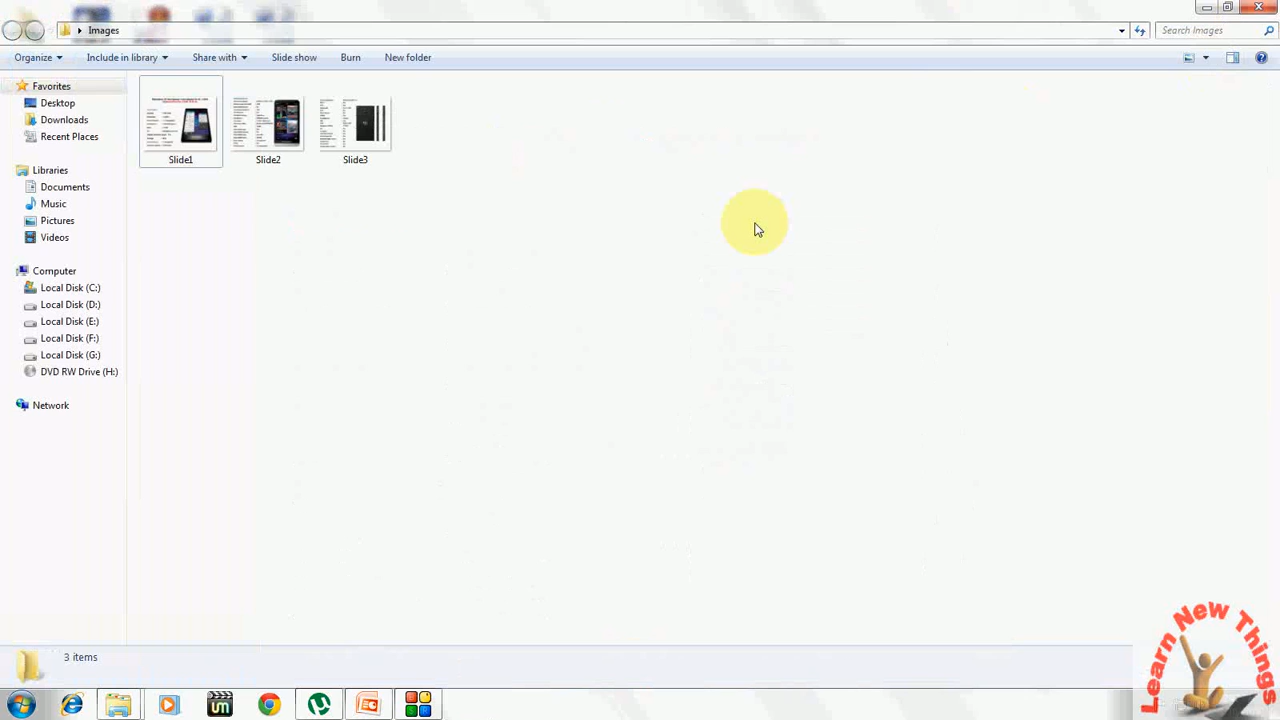 Images
Search Images
Organize
Include in library
Share with
Slide show
Burn
New folder
Favorites
Desktop
Downloads
Recent Places
Libraries
Documents
Music
Pictures
Videos
Computer
Local Disk (C:)
Local Disk (D:)
Local Disk (E:)
Local Disk (F:)
Local Disk (G:)
DVD RW Drive (H:)
Network
Slide1
Slide2
Slide3
3 items
um
Learn New Things